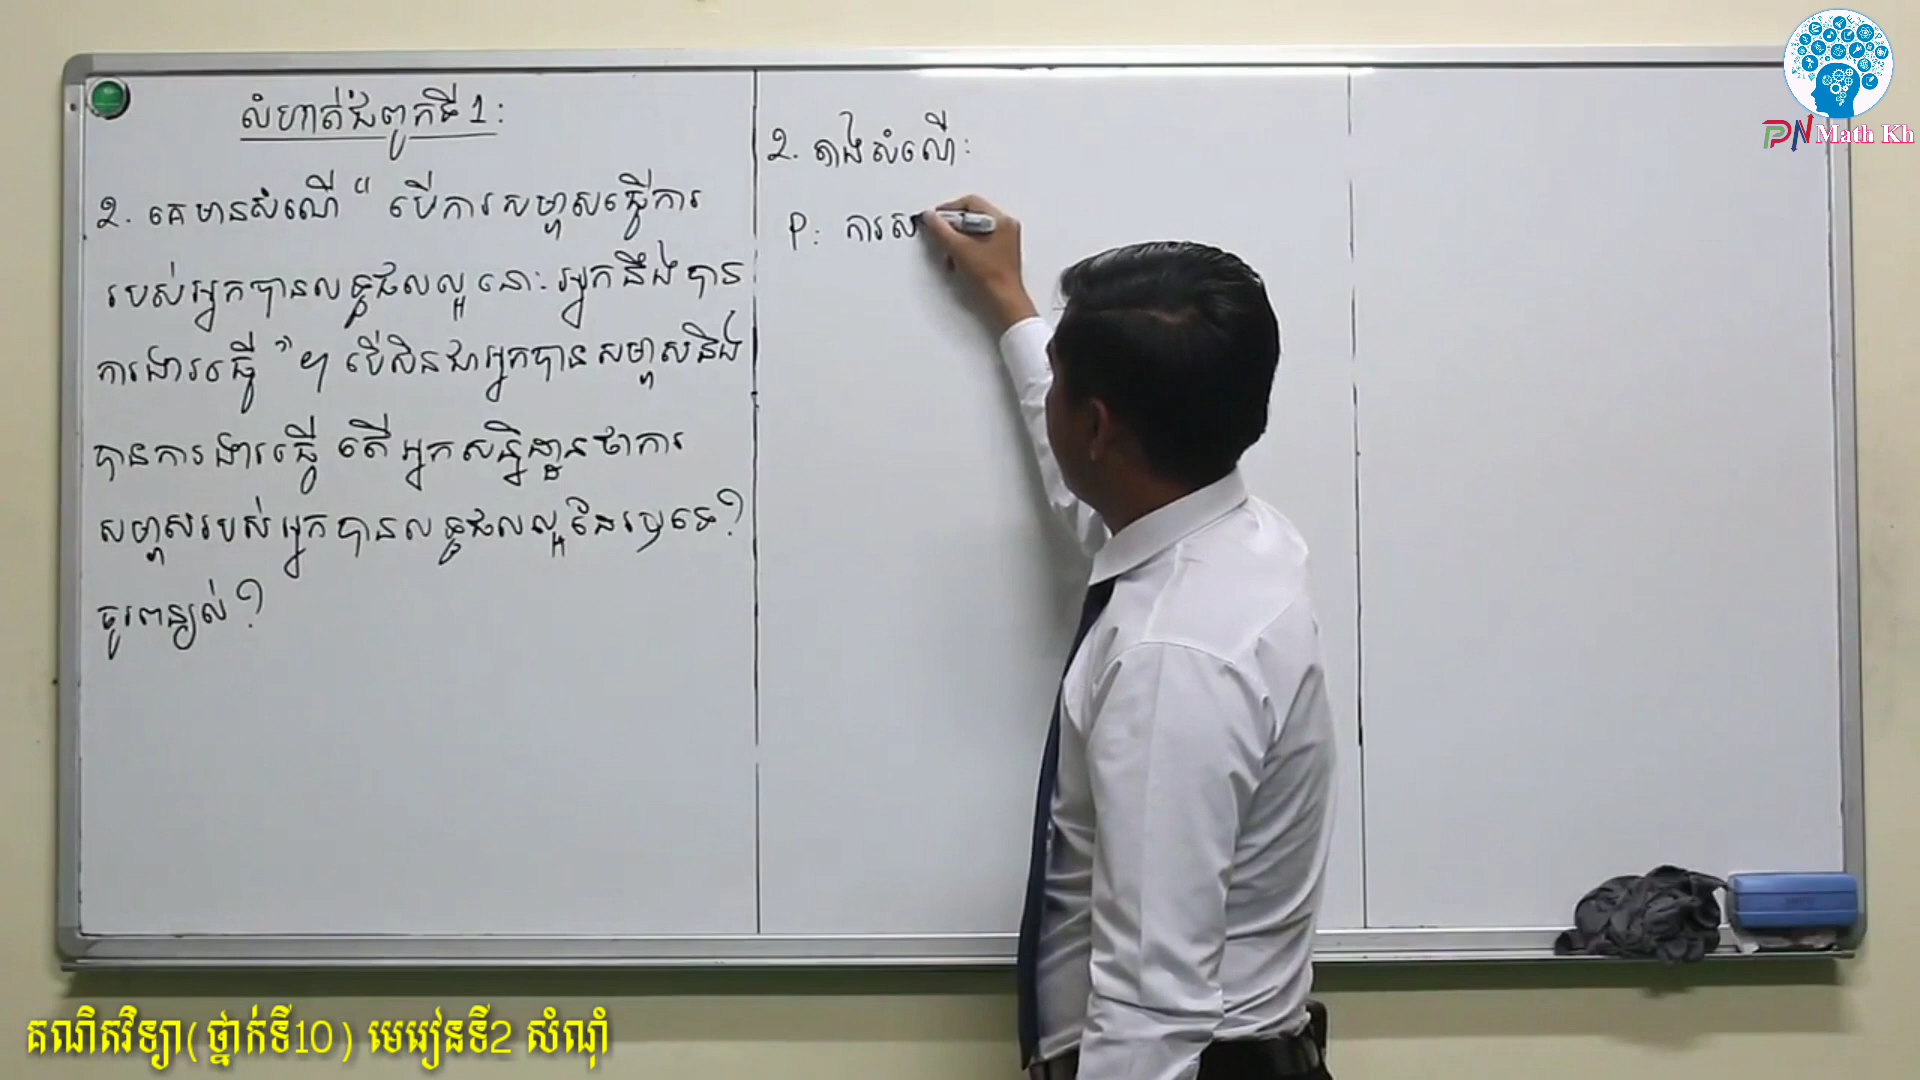 លំហាត់ជំពូកទី1:
2. គេមានសំណើ "បើការសម្ភាសធ្វើការ
របស់អ្នកបានលទ្ធផលល្អ នោះអ្នកនឹងបាន
ការងារធ្វើ" ។ បើសិនជាអ្នកបានសម្ភាសនិង
បានការងារធ្វើ តើអ្នកសន្និដ្ឋានថាការ
សម្ភាសរបស់អ្នកបានលទ្ធផលល្អដែរឬទេ?
ចូរពន្យល់?
2. តាងសំណើ:
P: ការស
PN Math Kh
គណិតវិទ្យា(ថ្នាក់ទី10) មេរៀនទី2 សំណុំ